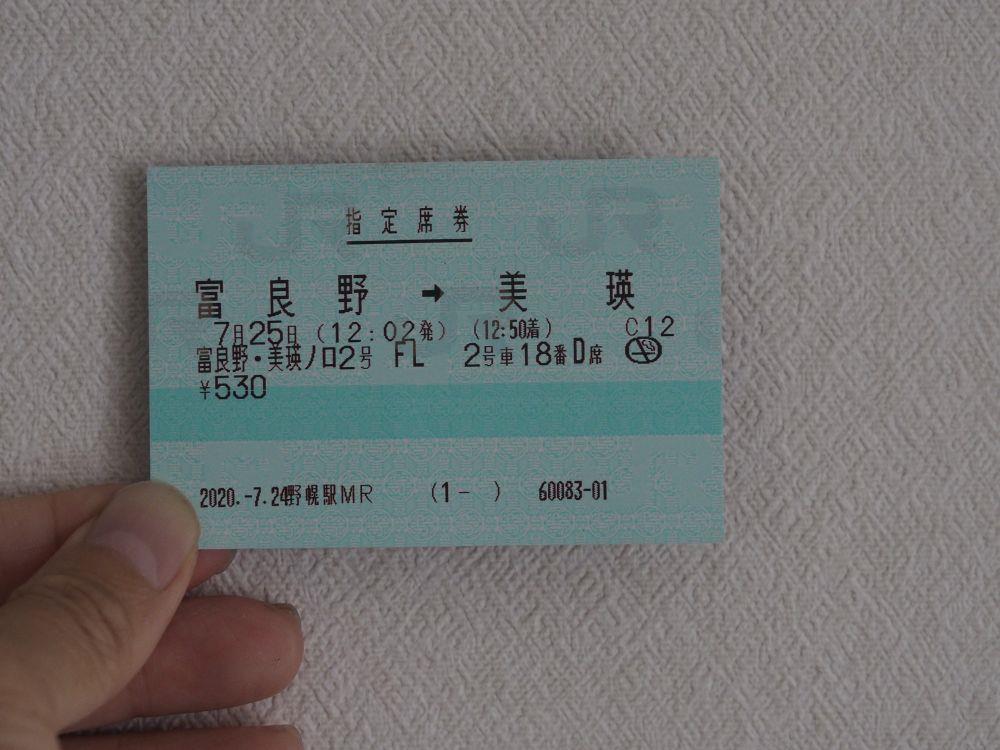 指定席券
富良野 → 美瑛
7月25日 (12:02発) (12:50着) C12
富良野・美瑛ノロ2号 FL 2号車18番D席
¥530
2020.-7.24野幌駅MR (1- ) 60083-01